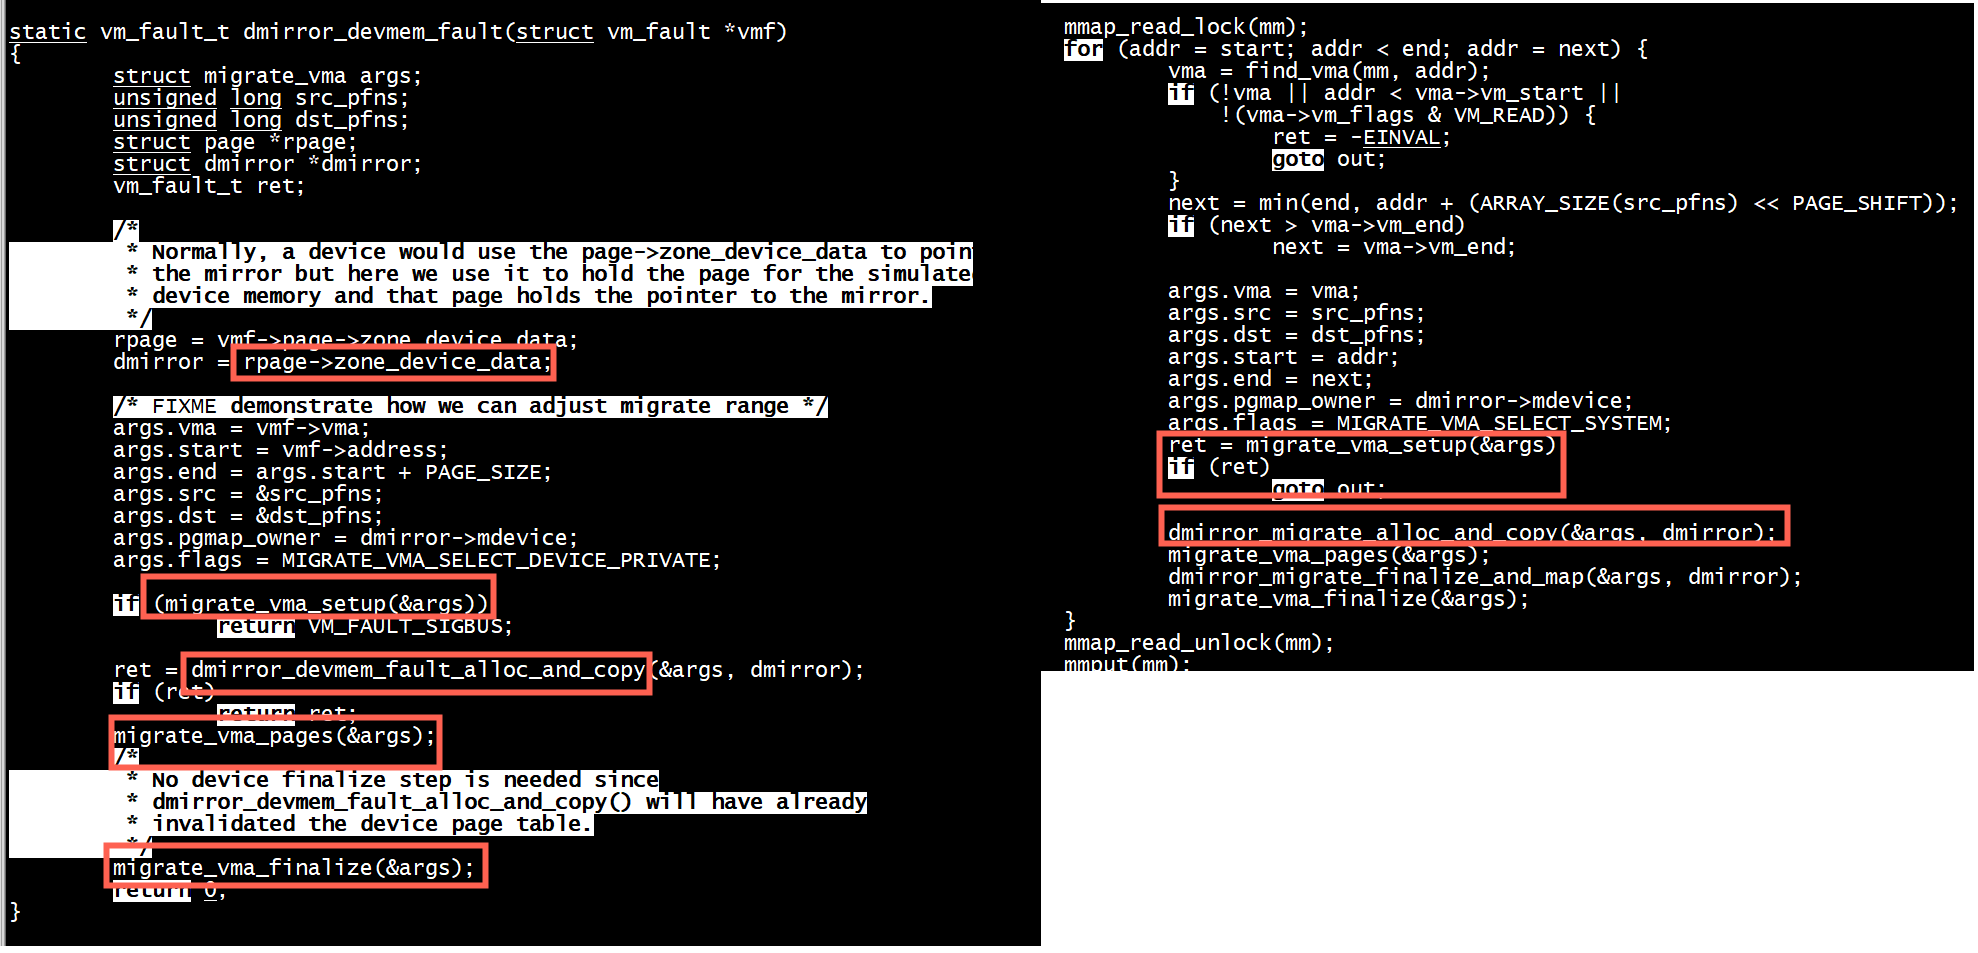 static vm_fault_t dmirror_devmem_fault(struct vm_fault *vmf)
{
struct migrate_vma args;
unsigned long src_pfns;
unsigned long dst_pfns;
struct page *rpage;
struct dmirror *dmirror;
vm_fault_t ret;
/*
* Normally, a device would use the page->zone_device_data to
* the mirror but here we use it to hold the page for the
* device memory and that page holds the pointer to the mirror.
*/
rpage = vmf->page->zone_device_data;
dmirror = rpage->zone_device_data;
/* FIXME demonstrate how we can adjust migrate range */
args.vma = vmf->vma;
args.start = vmf->address;
args.end = args.start + PAGE_SIZE;
args.src = &src_pfns;
args.dst = &dst_pfns;
args.pgmap_owner = dmirror->mdevice;
args.flags = MIGRATE_VMA_SELECT_DEVICE_PRIVATE;
if (migrate_vma_setup(&args))
return VM_FAULT_SIGBUS;
ret = dmirror_devmem_fault_alloc_and_copy(&args, dmirror);
if (ret)
return ret;
migrate_vma_pages(&args);
/*
* No device finalize step is needed since
* dmirror_devmem_fault_alloc_and_copy() will have already
* invalidated the device page table.
*/
migrate_vma_finalize(&args);
return 0;
}
mmap_read_lock(mm);
for (addr = start; addr < end; addr = next) {
vma = find_vma(mm, addr);
if (!vma || addr < vma->vm_start ||
!(vma->vm_flags & VM_READ)) {
ret = -EINVAL;
goto out;
}
next = min(end, addr + (ARRAY_SIZE(src_pfns) << PAGE_SHIFT));
if (next > vma->vm_end)
next = vma->vm_end;
args.vma = vma;
args.src = src_pfns;
args.dst = dst_pfns;
args.start = addr;
args.end = next;
args.pgmap_owner = dmirror->mdevice;
args.flags = MIGRATE_VMA_SELECT_SYSTEM;
ret = migrate_vma_setup(&args)
if (ret)
goto out;
dmirror_migrate_alloc_and_copy(&args, dmirror);
migrate_vma_pages(&args);
dmirror_migrate_finalize_and_map(&args, dmirror);
migrate_vma_finalize(&args);
}
mmap_read_unlock(mm);
mmput(mm);